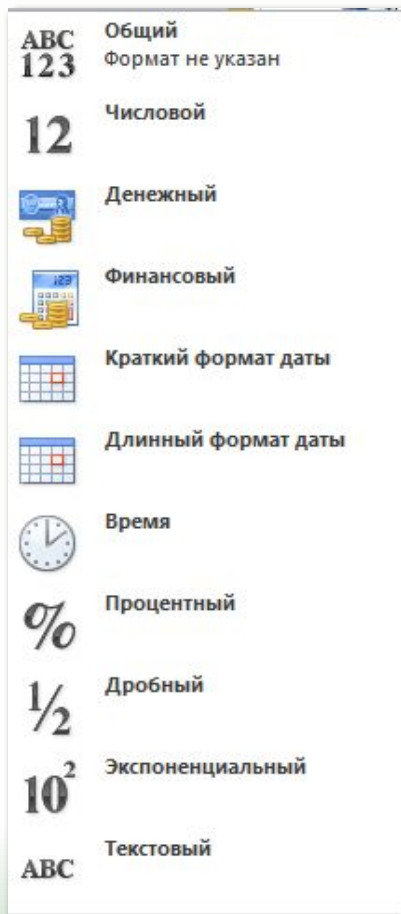 ABC
123
Общий
Формат не указан
12
Числовой
Денежный
123
Финансовый
Краткий формат даты
Длинный формат даты
Время
%
Процентный
½
Дробный
10²
Экспоненциальный
ABC
Текстовый